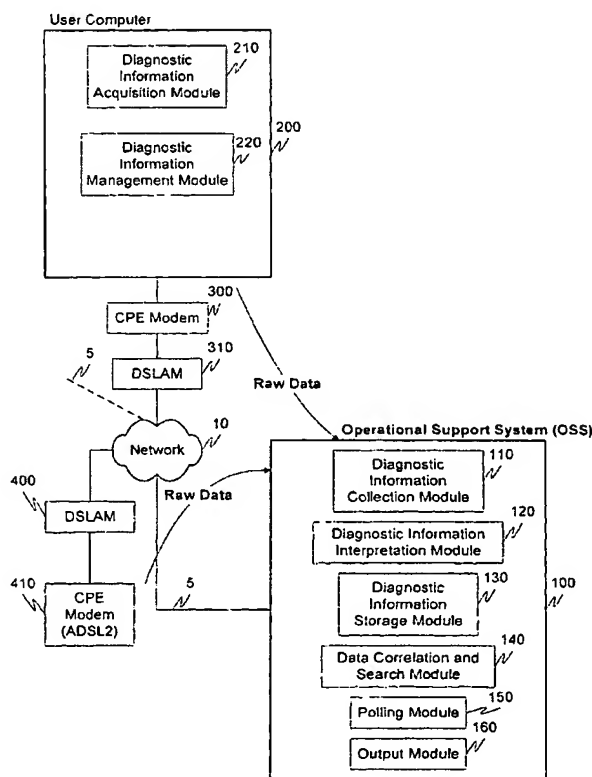 User Computer
210
Diagnostic
Information
Acquisition Module
220
Diagnostic
Information
Management Module
200
300
CPE Modem
5
310
DSLAM
Raw Data
10
Network
Operational Support System (OSS)
Raw Data
110
Diagnostic
Information
Collection Module
400
DSLAM
120
Diagnostic Information
Interpretation Module
410
CPE
Modem
(ADSL2)
5
130
Diagnostic
Information
Storage Module
100
140
Data Correlation and
Search Module
150
Polling Module
160
Output Module